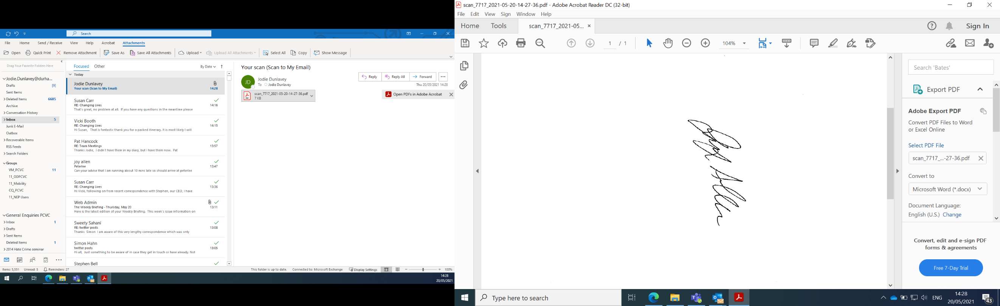 Search
File Home Send / Receive View Help Acrobat Attachments
Open Quick Print Remove Attachment Save As Save All Attachments Upload Upload All Attachments Select All Copy Show Message
Drag Your Favorite Folders Here
Jodie.Dunlavey@durha...
Drafts [9]
Sent Items
Deleted Items 6605
Archive
Conversation History
Inbox 5
Junk E-Mail
Outbox
Recoverable Items
RSS Feeds
Search Folders
Groups
VM_PCVC 11
11_ODPCVC
11_Mobility
CQ_PCVC
11_NEP Users
General Enquiries PCVC
Inbox 1
Drafts
Sent Items
Deleted Items 1
2014 Hate Crime seminar
Focused Other By Date
Today
Jodie Dunlavey
Your scan (Scan to My Email) 14:28
Susan Carr
RE: Changing Lives 14:16
That's great, no problem at all. If you have any questions in the meantime please
Vicki Booth
RE: Changing Lives 14:15
Hi Susan, That is fantastic thank you for a packed itinerary. It is most likely I will
Pat Hancock
RE: Team Meetings 13:57
Thanks Jodie, I didn't have them in my diary, but I have them now. Pat
joy allen
Peterlee 13:47
Can your advise that I am running about 10 mins late so should arrive at peterlee
Susan Carr
RE: Changing Lives 13:36
Hi Vicki, following on from recent correspondence with Stephen, our CEO, I have
Web Admin
The Weekly Briefing - Thursday, May 20 13:11
Here is the latest edition of your Weekly Briefing. This week's issue information on
Sweety Sahani
RE: twitter posts 13:08
Thanks Simon I am aware of this very lengthy correspondence which was only
Simon Hahn
twitter posts 13:05
Hi all, Just something to be aware of in case they get in touch or have already. Not
Stephen Bell
Your scan (Scan to My Email)
JD
Jodie Dunlavey
To Jodie Dunlavey
Reply Reply All Forward
Thu 20/05/2021 14:28
scan_7717_2021-05-20-14-27-36.pdf
7 KB
Open PDFs in Adobe Acrobat
Items: 5,551 Unread: 5 Reminders: 27 This folder is up to date. Connected to: Microsoft Exchange Display Settings 100%
14:28
20/05/2021
scan_7717_2021-05-20-14-27-36.pdf - Adobe Acrobat Reader DC (32-bit)
File Edit View Sign Window Help
Home Tools scan_7717_2021-05... Sign In
1 / 1 104%
Search 'Bates'
Export PDF
Adobe Export PDF
Convert PDF Files to Word
or Excel Online
Select PDF File
scan_7717_...-27-36.pdf
Convert to
Microsoft Word (*.docx)
Document Language:
English (U.S.) Change
Convert, edit and e-sign PDF
forms & agreements
Free 7-Day Trial
Type here to search
ENG
14:28
20/05/2021
43